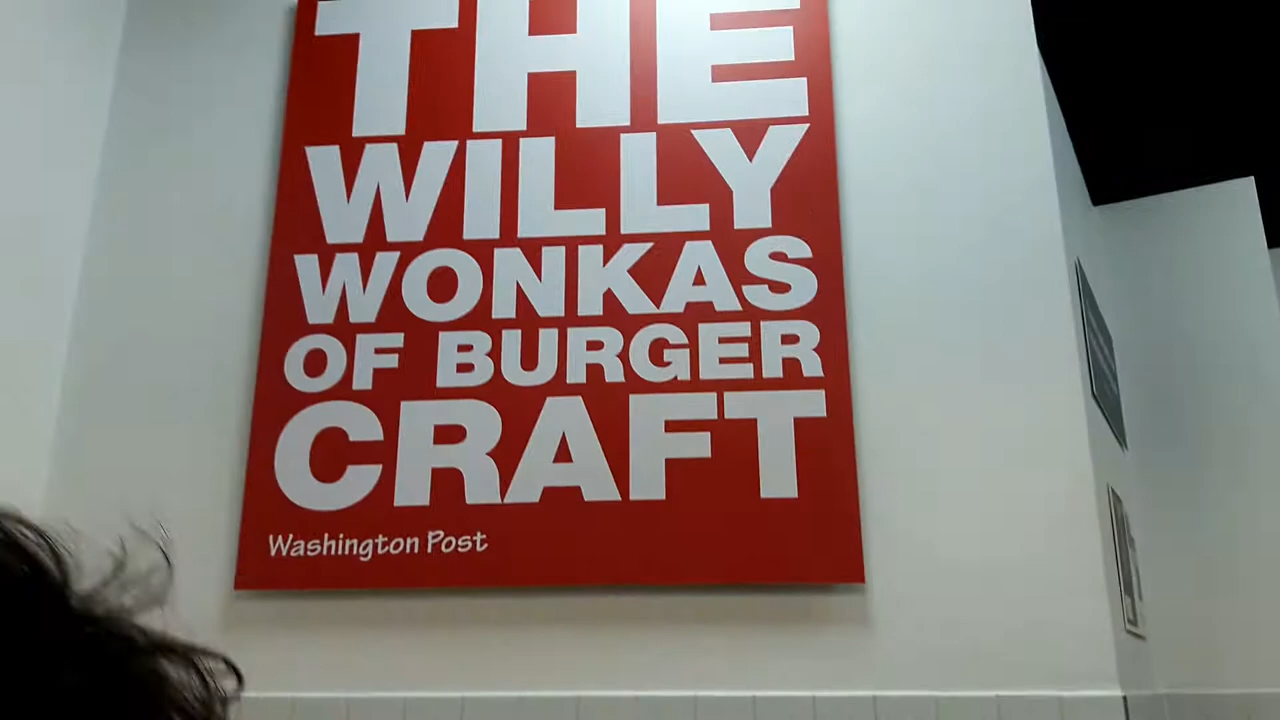 THE
WILLY
WONKAS
OF BURGER
CRAFT
Washington Post